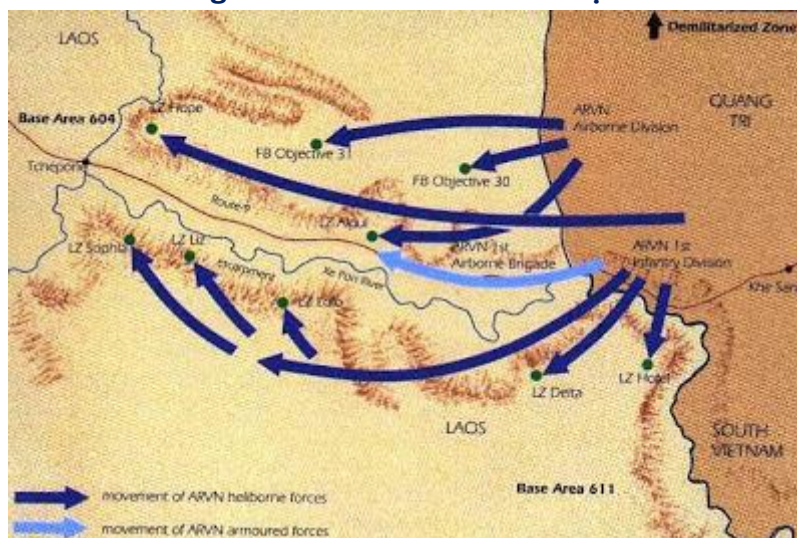 LAOS
Demilitarized Zone
QUANG
TRI
LZ Hope
Base Area 604
ARVN
Airborne Division
FB Objective 31
FB Objective 30
Tchepone
Route 9
LZ Sophia
LZ Liz
LZ Alpul
ARVN 1st
Airborne Brigade
ARVN 1st
Infantry Division
escarpment
Xe Pon River
Khe San
LZ Lolo
LZ Delta
LZ Hotel
LAOS
SOUTH
VIETNAM
Base Area 611
movement of ARVN heliborne forces
movement of ARVN armoured forces